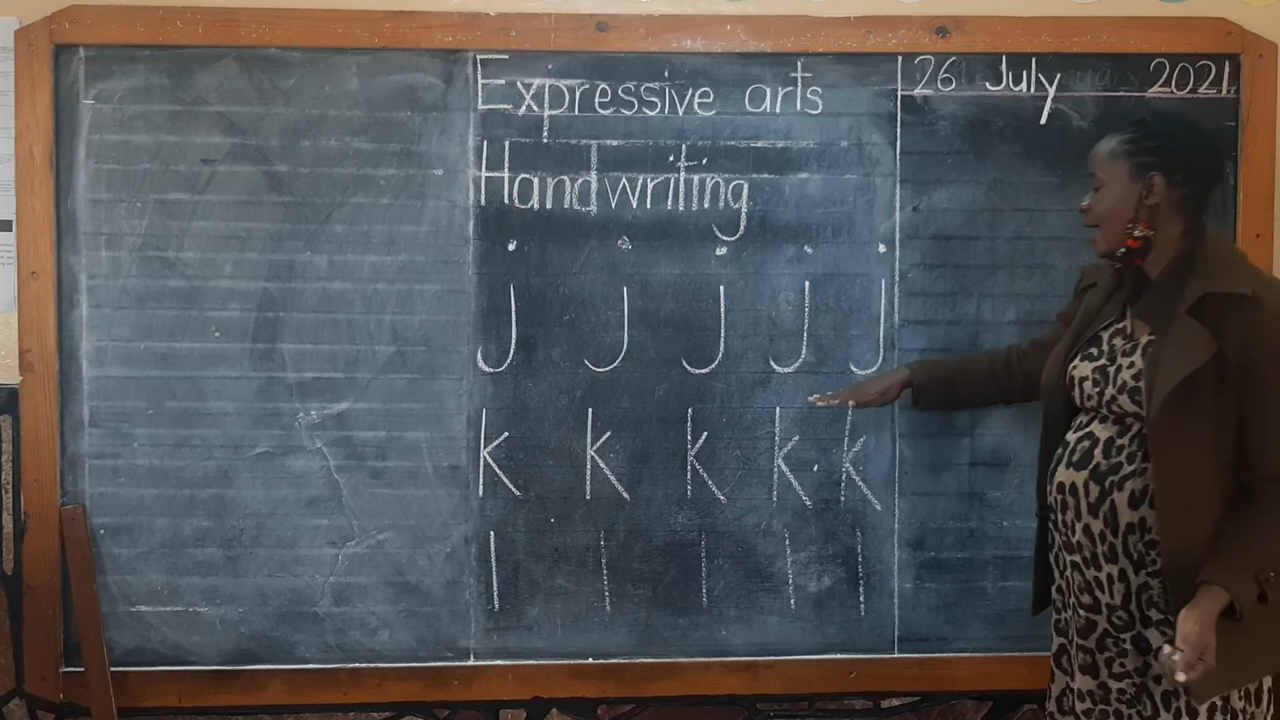 Expressive arts
26 July 2021
Handwriting
j j j j j
k k k k k
l l l l l